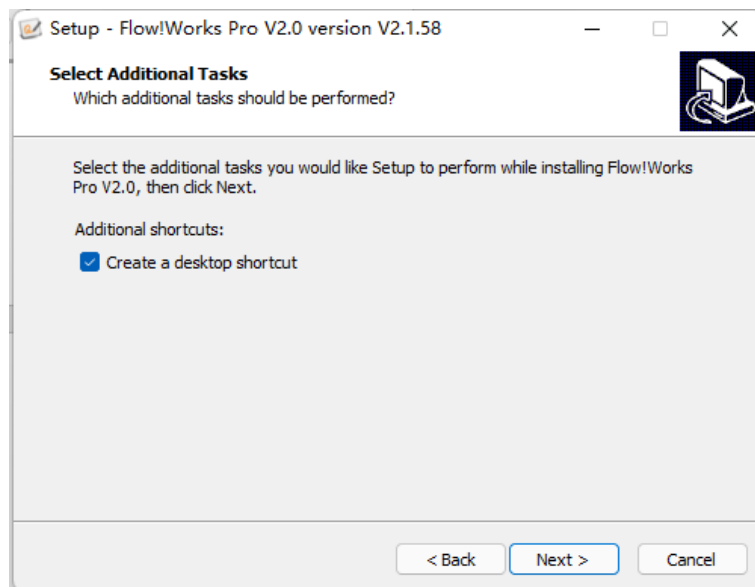 Setup - Flow!Works Pro V2.0 version V2.1.58
Select Additional Tasks
Which additional tasks should be performed?
Select the additional tasks you would like Setup to perform while installing Flow!Works
Pro V2.0, then click Next.
Additional shortcuts:
Create a desktop shortcut
< Back
Next >
Cancel